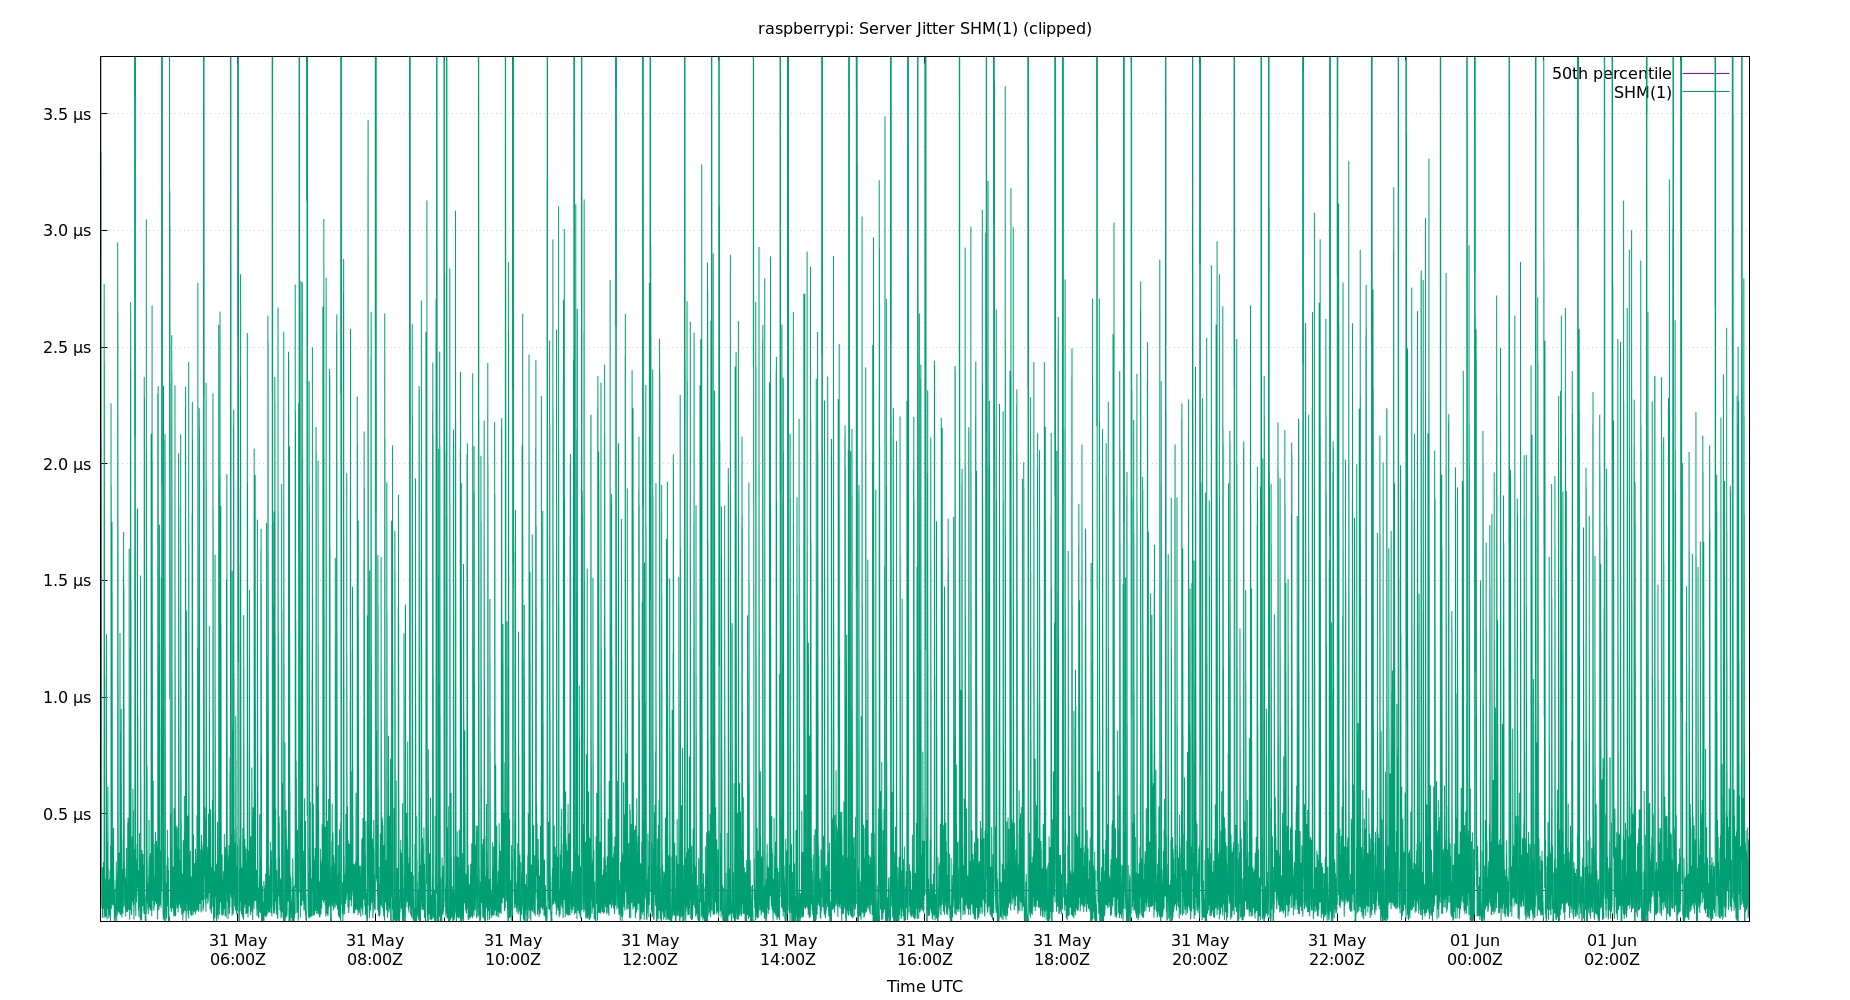 raspberrypi: Server Jitter SHM(1) (clipped)
50th percentile
SHM(1)
3.5 µs
3.0 µs
2.5 µs
2.0 µs
1.5 µs
1.0 µs
0.5 µs
31 May 31 May 31 May 31 May 31 May 31 May 31 May 31 May 31 May 01 Jun 01 Jun
06:00Z 08:00Z 10:00Z 12:00Z 14:00Z 16:00Z 18:00Z 20:00Z 22:00Z 00:00Z 02:00Z
Time UTC